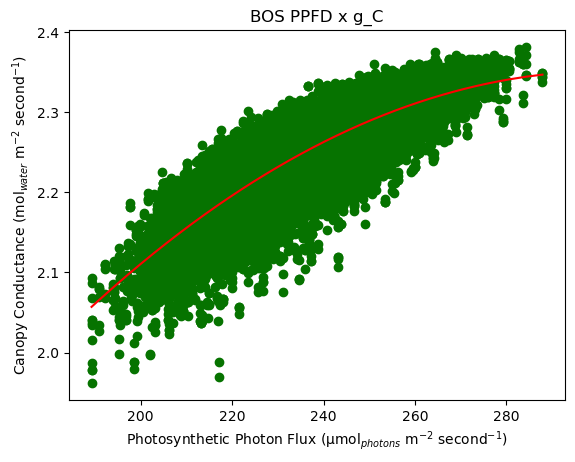 BOS PPFD x g_C
2.4
2.3
2.2
2.1
2.0
Canopy Conductance (mol_water m^−2 second^−1)
200 220 240 260 280
Photosynthetic Photon Flux (μmol_photons m^−2 second^−1)